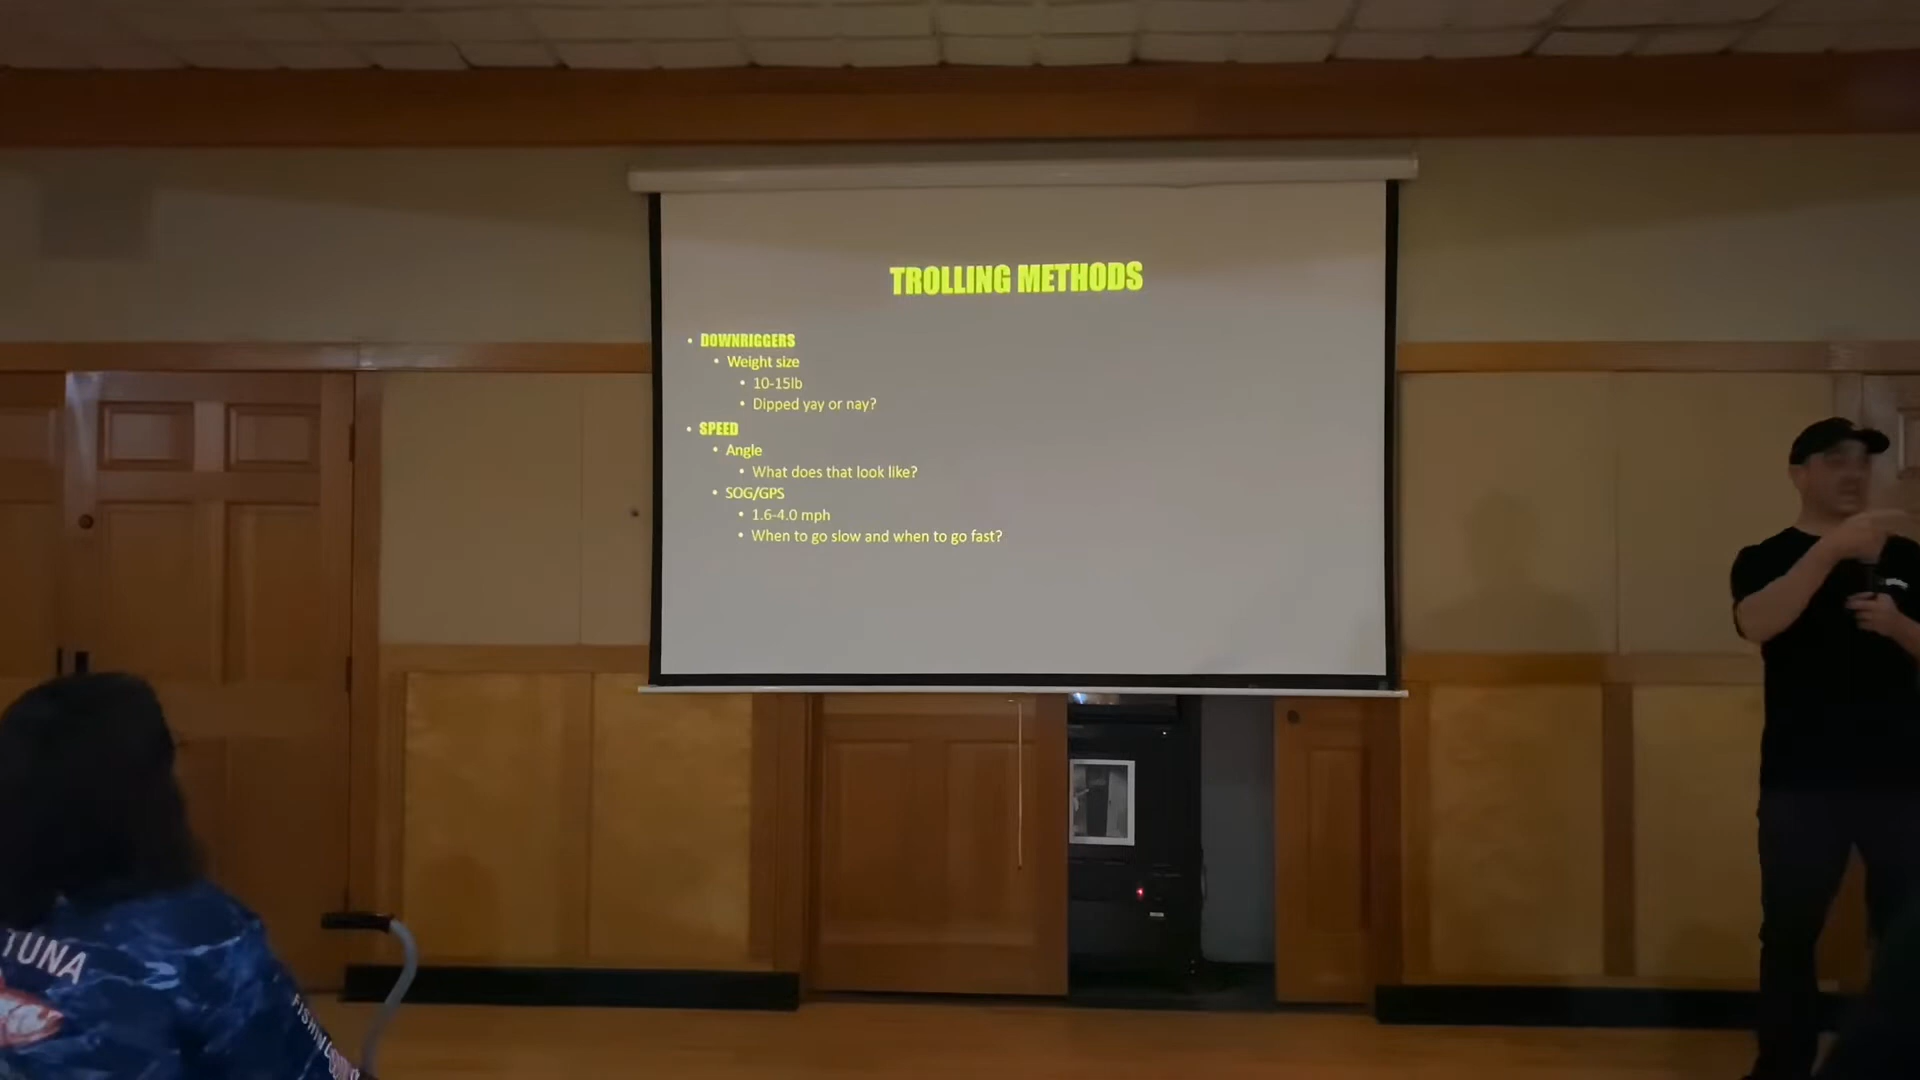 TROLLING METHODS
• DOWNRIGGERS
• Weight size
• 10-15lb
• Dipped yay or nay?
• SPEED
• Angle
• What does that look like?
• SOG/GPS
• 1.6-4.0 mph
• When to go slow and when to go fast?
TUNA